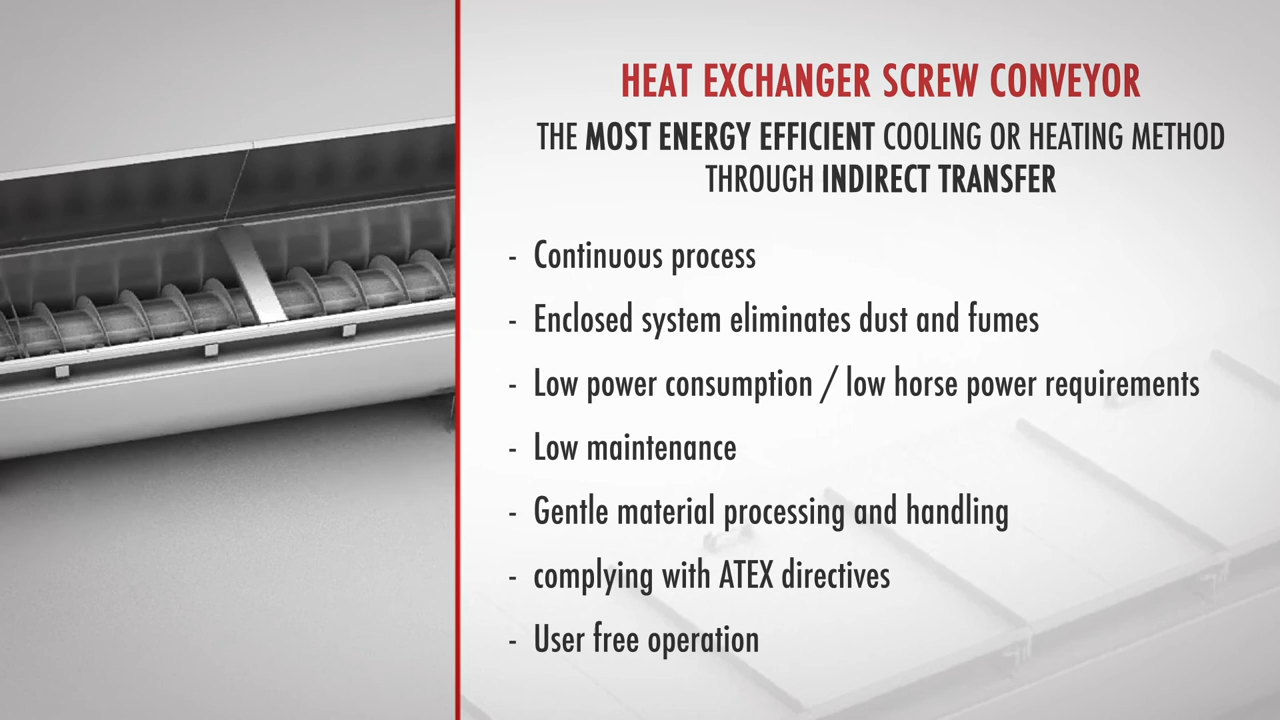 HEAT EXCHANGER SCREW CONVEYOR
THE MOST ENERGY EFFICIENT COOLING OR HEATING METHOD
THROUGH INDIRECT TRANSFER
- Continuous process
- Enclosed system eliminates dust and fumes
- Low power consumption / low horse power requirements
- Low maintenance
- Gentle material processing and handling
- complying with ATEX directives
- User free operation